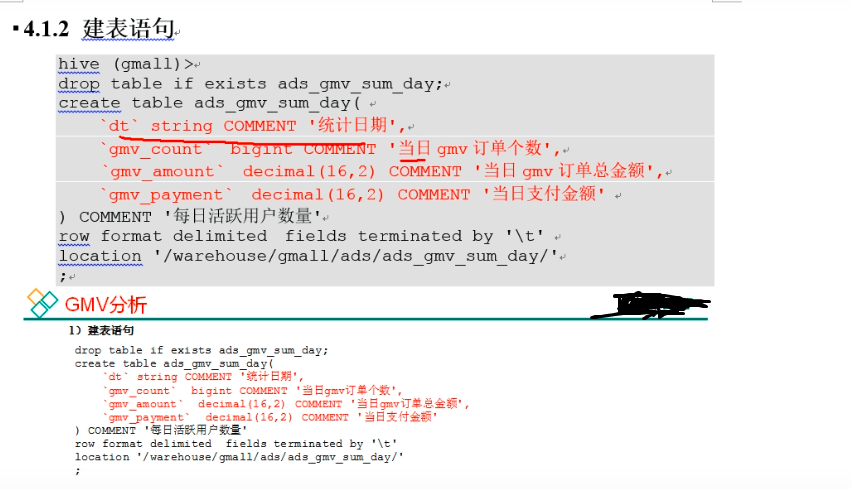 4.1.2 建表语句
hive (gmall)>
drop table if exists ads_gmv_sum_day;
create table ads_gmv_sum_day(
`dt` string COMMENT '统计日期',
`gmv_count` bigint COMMENT '当日 gmv 订单个数',
`gmv_amount` decimal(16,2) COMMENT '当日 gmv 订单总金额',
`gmv_payment` decimal(16,2) COMMENT '当日支付金额'
) COMMENT '每日活跃用户数量'
row format delimited fields terminated by '\t'
location '/warehouse/gmall/ads/ads_gmv_sum_day/'
;
GMV分析
1）建表语句
drop table if exists ads_gmv_sum_day;
create table ads_gmv_sum_day(
`dt` string COMMENT '统计日期',
`gmv_count` bigint COMMENT '当日gmv订单个数',
`gmv_amount` decimal(16,2) COMMENT '当日gmv订单总金额',
`gmv_payment` decimal(16,2) COMMENT '当日支付金额'
) COMMENT '每日活跃用户数量'
row format delimited fields terminated by '\t'
location '/warehouse/gmall/ads/ads_gmv_sum_day/'
;